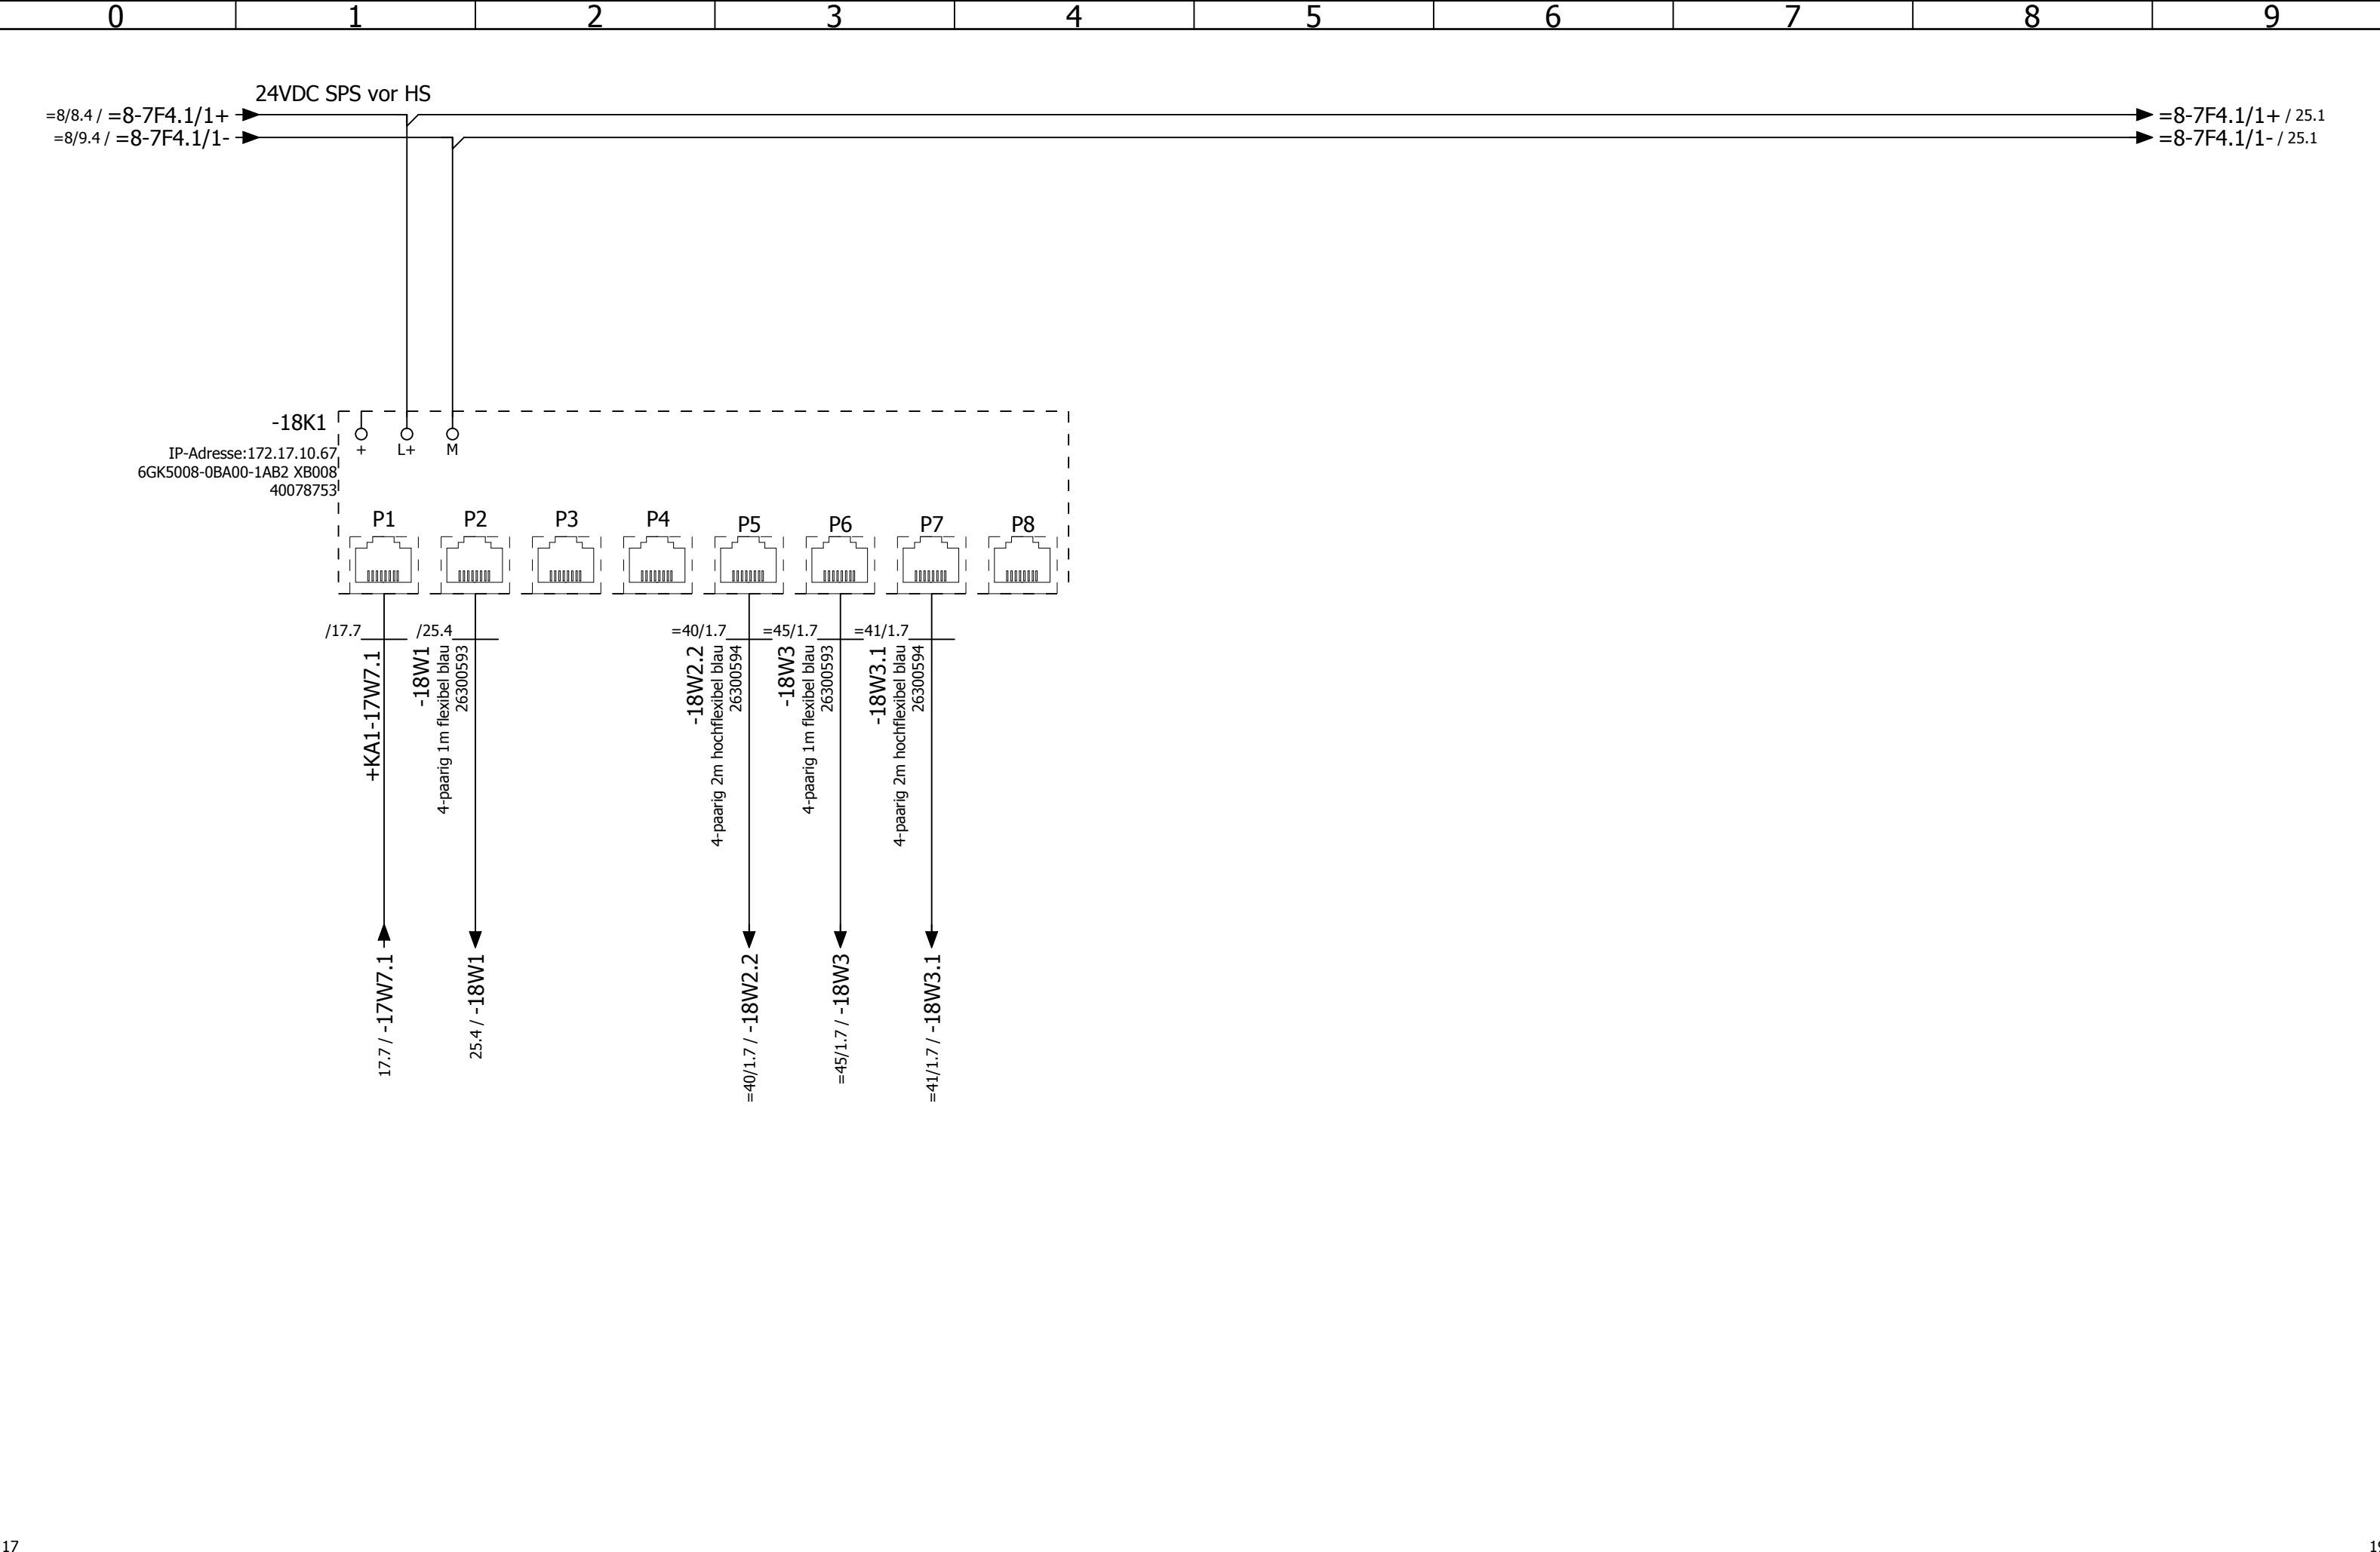 0 1 2 3 4 5 6 7 8 9
24VDC SPS vor HS
=8/8.4 / =8-7F4.1/1+
=8-7F4.1/1+ / 25.1
=8/9.4 / =8-7F4.1/1-
=8-7F4.1/1- / 25.1
-18K1
IP-Adresse:172.17.10.67
6GK5008-0BA00-1AB2 XB008
40078753
+ L+ M
P1 P2 P3 P4 P5 P6 P7 P8
/17.7
+KA1-17W7.1
/25.4
-18W1
4-paarig 1m flexibel blau
26300593
=40/1.7
-18W2.2
4-paarig 2m hochflexibel blau
26300594
=45/1.7
-18W3
4-paarig 1m flexibel blau
26300593
=41/1.7
-18W3.1
4-paarig 2m hochflexibel blau
26300594
17.7 / -17W7.1
25.4 / -18W1
=40/1.7 / -18W2.2
=45/1.7 / -18W3
=41/1.7 / -18W3.1
17